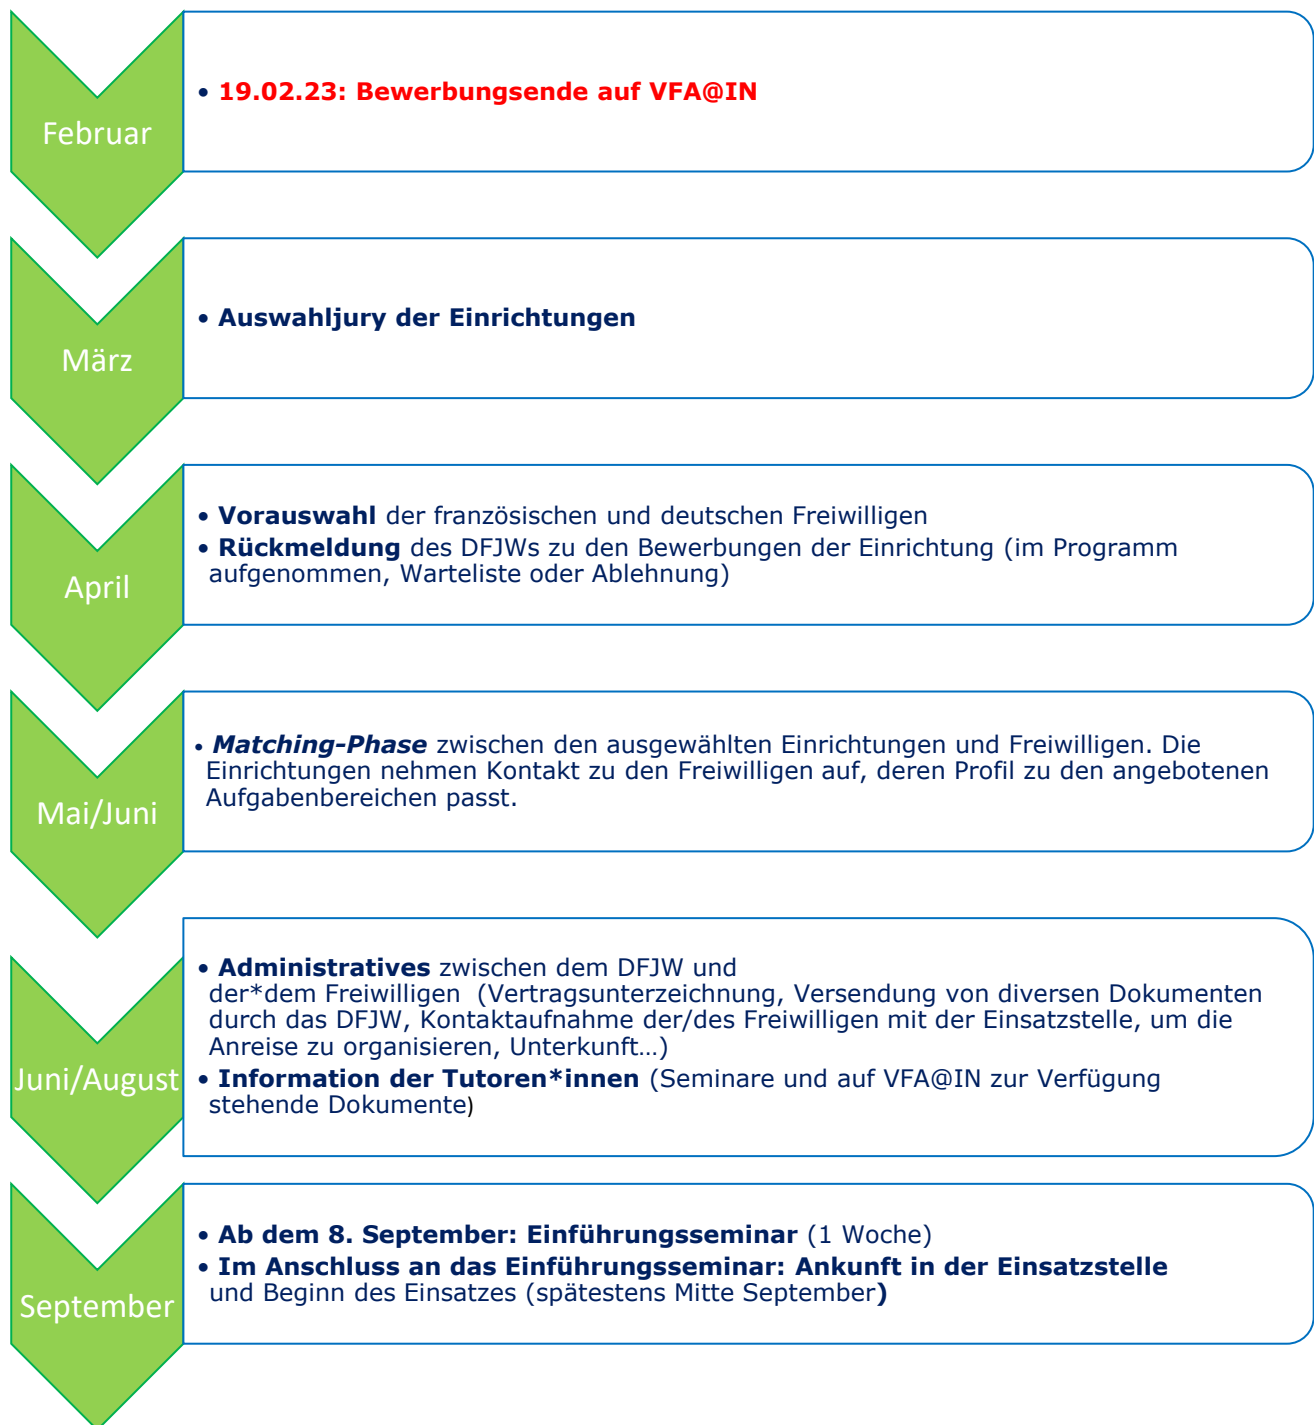 Februar
• 19.02.23: Bewerbungsende auf VFA@IN
März
• Auswahljury der Einrichtungen
April
• Vorauswahl der französischen und deutschen Freiwilligen
• Rückmeldung des DFJWs zu den Bewerbungen der Einrichtung (im Programm
aufgenommen, Warteliste oder Ablehnung)
Mai/Juni
• Matching-Phase zwischen den ausgewählten Einrichtungen und Freiwilligen. Die
Einrichtungen nehmen Kontakt zu den Freiwilligen auf, deren Profil zu den angebotenen
Aufgabenbereichen passt.
Juni/August
• Administratives zwischen dem DFJW und
der*dem Freiwilligen (Vertragsunterzeichnung, Versendung von diversen Dokumenten
durch das DFJW, Kontaktaufnahme der/des Freiwilligen mit der Einsatzstelle, um die
Anreise zu organisieren, Unterkunft…)
• Information der Tutoren*innen (Seminare und auf VFA@IN zur Verfügung
stehende Dokumente)
September
• Ab dem 8. September: Einführungsseminar (1 Woche)
• Im Anschluss an das Einführungsseminar: Ankunft in der Einsatzstelle
und Beginn des Einsatzes (spätestens Mitte September)